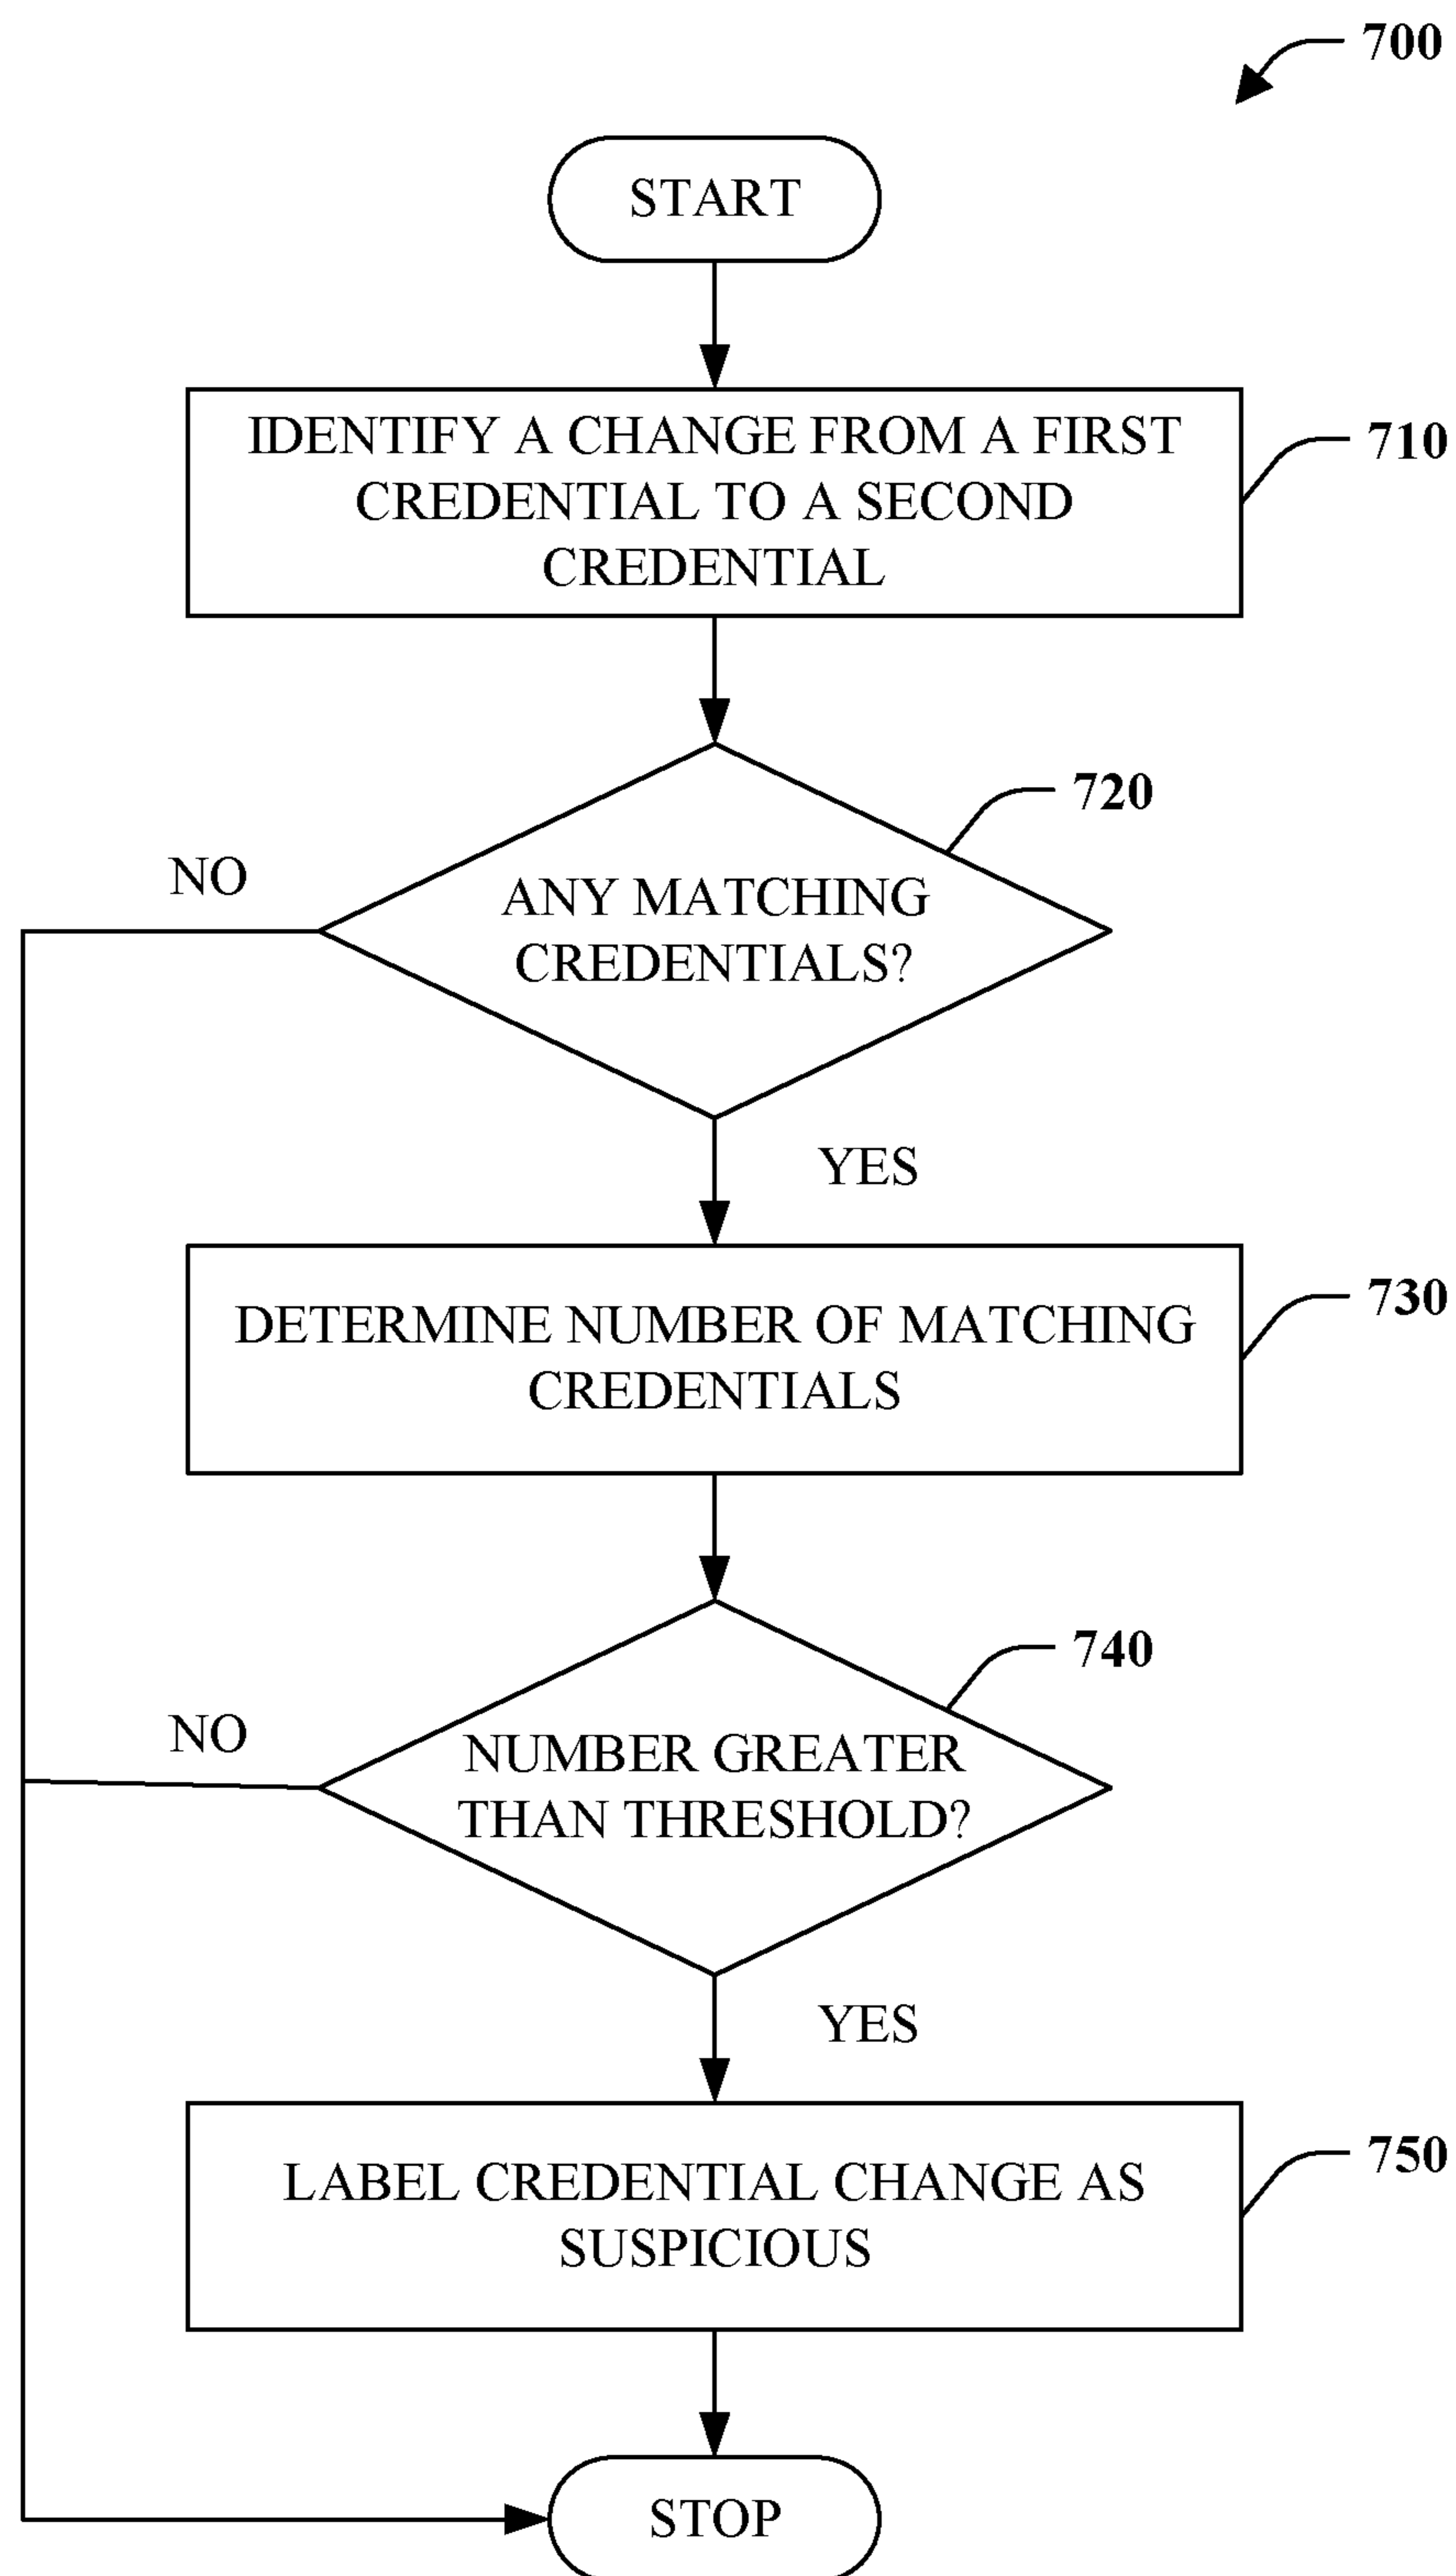 700
START
IDENTIFY A CHANGE FROM A FIRST
CREDENTIAL TO A SECOND
CREDENTIAL
710
720
NO
ANY MATCHING
CREDENTIALS?
YES
DETERMINE NUMBER OF MATCHING
CREDENTIALS
730
740
NO
NUMBER GREATER
THAN THRESHOLD?
YES
LABEL CREDENTIAL CHANGE AS
SUSPICIOUS
750
STOP